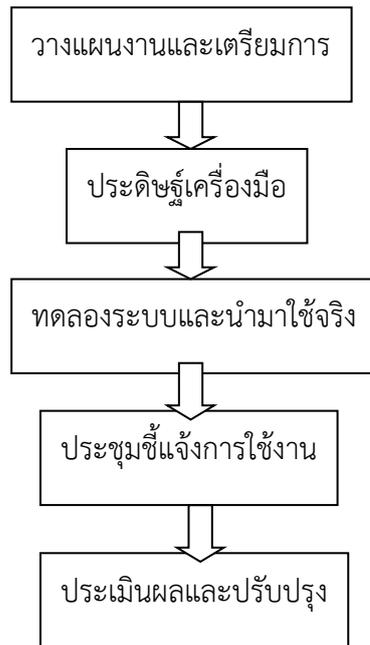 วางแผนงานและเตรียมการ
ประดิษฐ์เครื่องมือ
ทดลองระบบและนำมาใช้จริง
ประชุมชี้แจ้งการใช้งาน
ประเมินผลและปรับปรุง